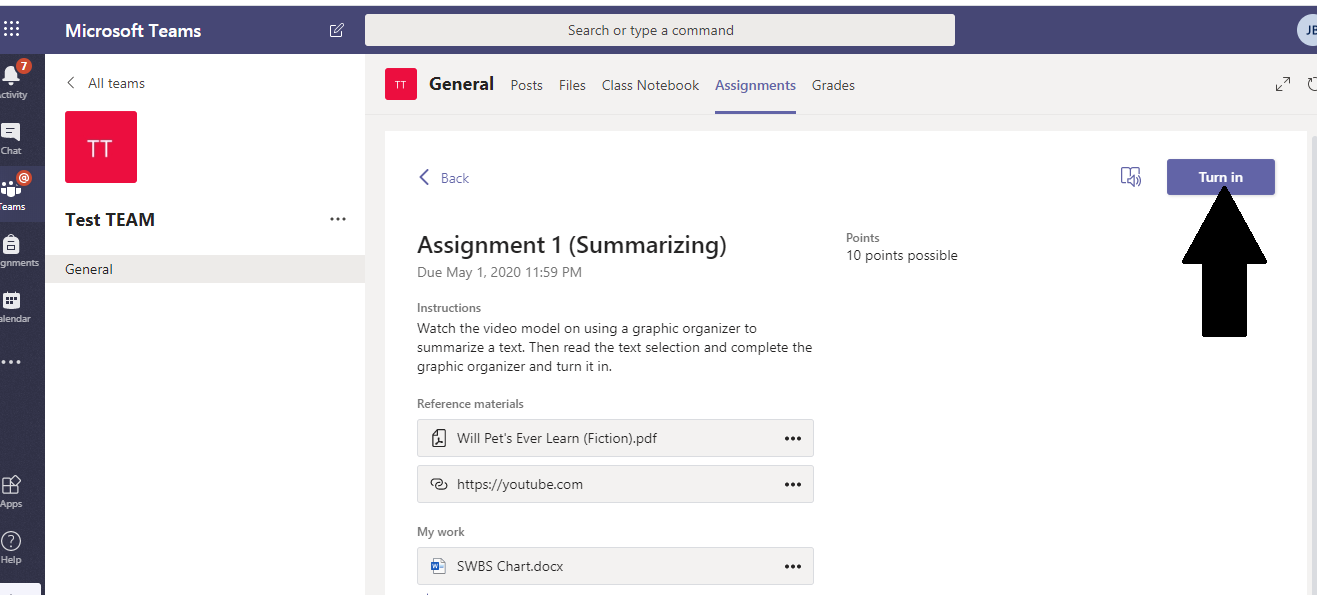 Microsoft Teams
Search or type a command
JB
7
ctivity
Chat
@
Teams
gnments
alendar
Apps
Help
All teams
TT
Test TEAM
General
TT
General
Posts
Files
Class Notebook
Assignments
Grades
Back
Turn in
Assignment 1 (Summarizing)
Due May 1, 2020 11:59 PM
Points
10 points possible
Instructions
Watch the video model on using a graphic organizer to
summarize a text. Then read the text selection and complete the
graphic organizer and turn it in.
Reference materials
Will Pet's Ever Learn (Fiction).pdf
https://youtube.com
My work
SWBS Chart.docx